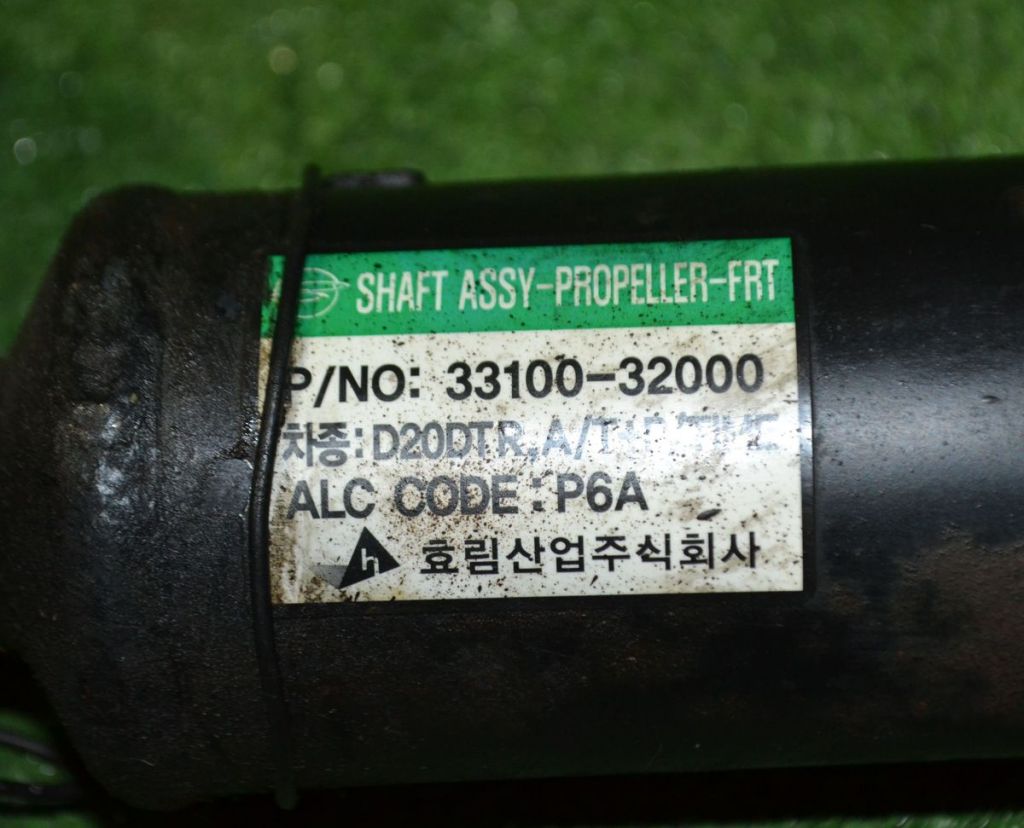 SHAFT ASSY-PROPELLER-FRT
P/NO: 33100-32000
차종: D20DTR, A/T
ALC CODE: P6A
효림산업주식회사